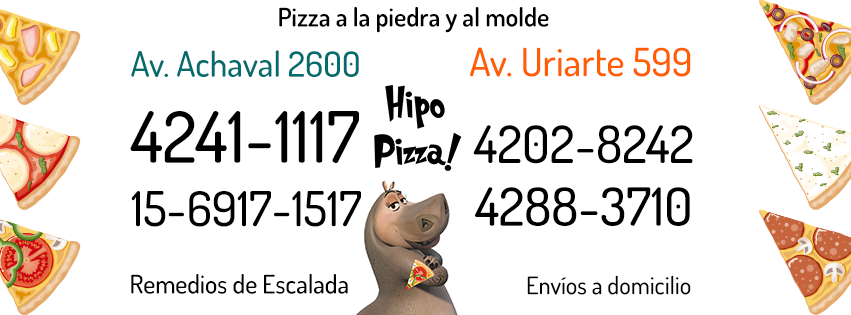 Pizza a la piedra y al molde
Av. Achaval 2600
Av. Uriarte 599
Hipo
Pizza!
4241-1117
4202-8242
15-6917-1517
4288-3710
Remedios de Escalada
Envíos a domicilio